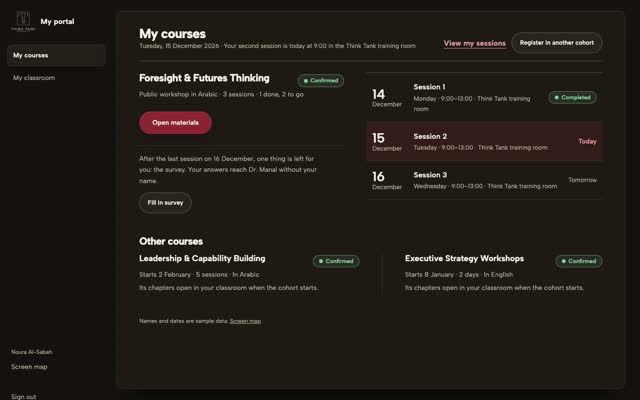 THINK TANK
My portal
My courses
My classroom
Noura Al-Sabah
Screen map
Sign out
My courses
Tuesday, 15 December 2026 · Your second session is today at 9:00 in the Think Tank training room
View my sessions
Register in another cohort
Foresight & Futures Thinking
Confirmed
Public workshop in Arabic · 3 sessions · 1 done, 2 to go
Open materials
After the last session on 16 December, one thing is left for
you: the survey. Your answers reach Dr. Manal without your
name.
Fill in survey
14
December
Session 1
Monday · 9:00–13:00 · Think Tank training
room
Completed
15
December
Session 2
Tuesday · 9:00–13:00 · Think Tank training room
Today
16
December
Session 3
Wednesday · 9:00–13:00 · Think Tank training room
Tomorrow
Other courses
Leadership & Capability Building
Confirmed
Starts 2 February · 5 sessions · In Arabic
Its chapters open in your classroom when the cohort starts.
Executive Strategy Workshops
Confirmed
Starts 8 January · 2 days · In English
Its chapters open in your classroom when the cohort starts.
Names and dates are sample data. Screen map